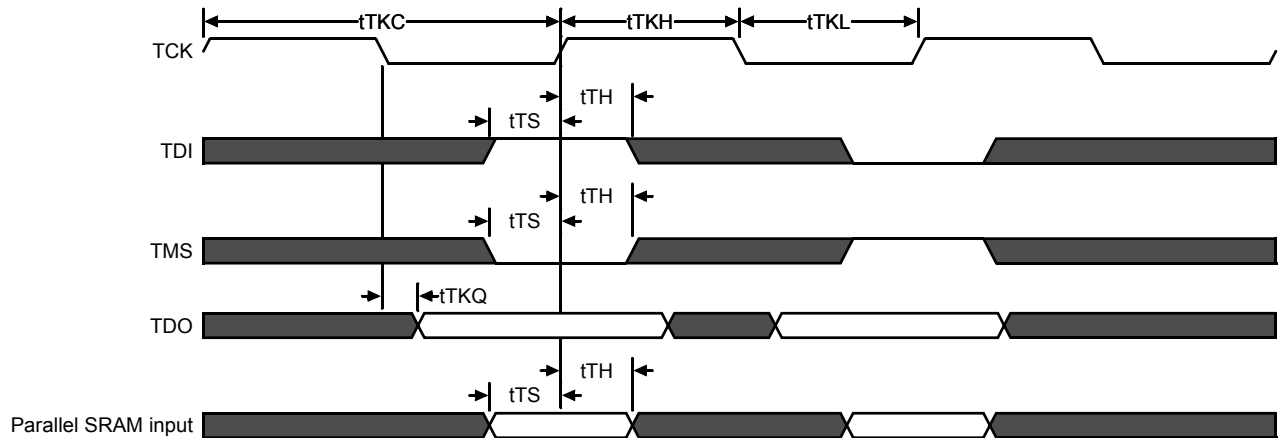 tTKC
tTKH
tTKL
TCK
tTH
tTS
TDI
tTH
tTS
TMS
tTKQ
TDO
tTH
tTS
Parallel SRAM input